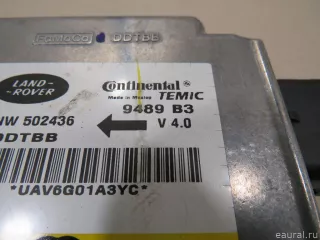 DDTBB
LAND-
ROVER
Continental
Made in Mexico TEMIC
9489 B3
NW 502436
V 4.0
DDTBB
*UAV6G01A3YC*
eaural.ru